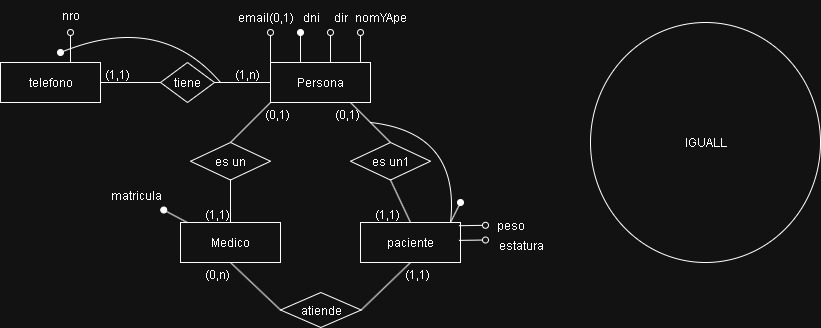 nro
email(0,1) dni dir nomYApe
telefono (1,1) tiene (1,n) Persona
(0,1) (0,1)
IGUALL
es un es un1
matricula
(1,1) (1,1)
Medico paciente peso
estatura
(0,n) (1,1)
atiende